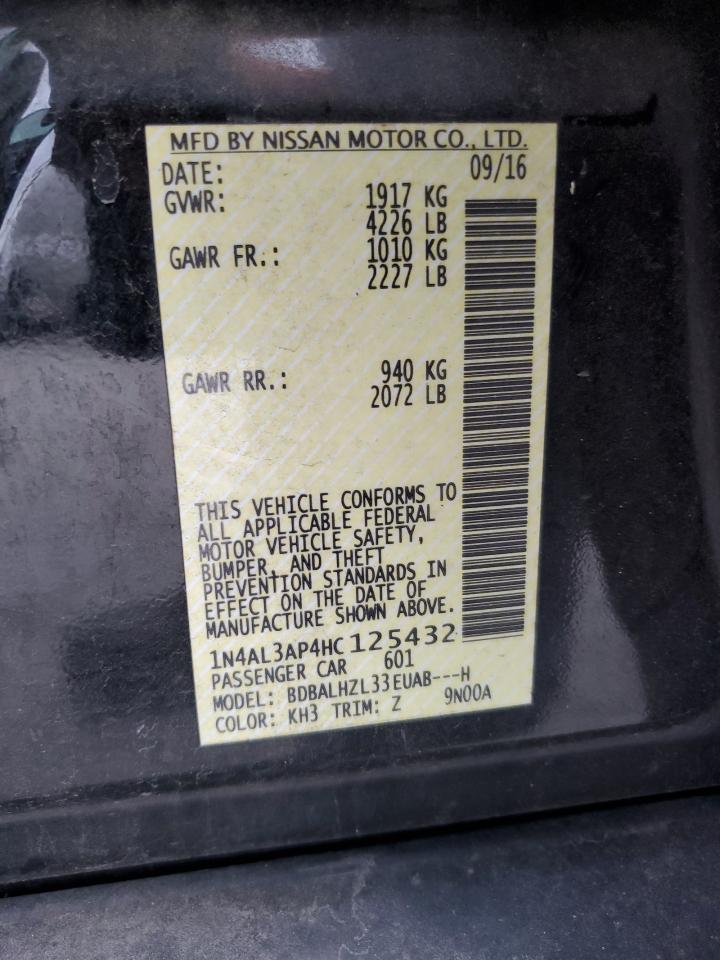 MFD BY NISSAN MOTOR CO., LTD.
DATE: 09/16
GVWR: 1917 KG
4226 LB
GAWR FR.: 1010 KG
2227 LB
GAWR RR.: 940 KG
2072 LB
THIS VEHICLE CONFORMS TO
ALL APPLICABLE FEDERAL
MOTOR VEHICLE SAFETY,
BUMPER, AND THEFT
PREVENTION STANDARDS IN
EFFECT ON THE DATE OF
MANUFACTURE SHOWN ABOVE.
1N4AL3AP4HC125432
PASSENGER CAR 601
MODEL: BDBALHZL33EUAB---H
COLOR: KH3 TRIM: Z 9N00A